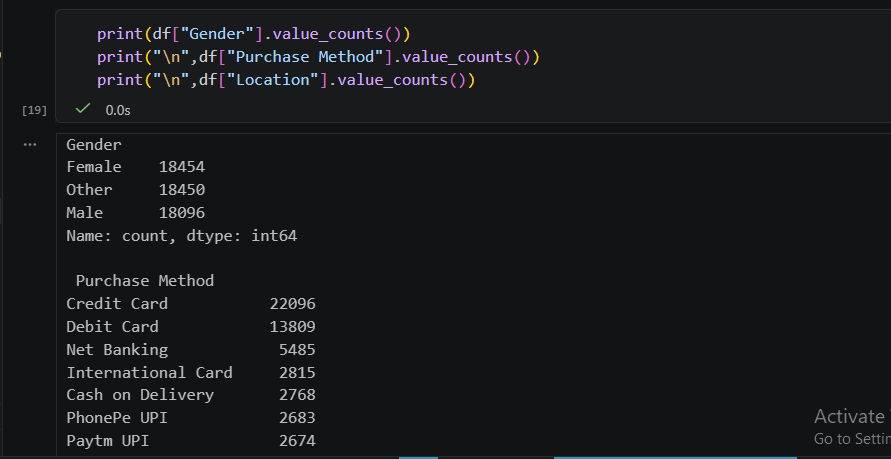 print(df["Gender"].value_counts())
print("\n",df["Purchase Method"].value_counts())
print("\n",df["Location"].value_counts())
[19]
0.0s
...
Gender
Female    18454
Other     18450
Male      18096
Name: count, dtype: int64
Purchase Method
Credit Card           22096
Debit Card            13809
Net Banking            5485
International Card     2815
Cash on Delivery       2768
PhonePe UPI            2683
Paytm UPI              2674
Activate
Go to